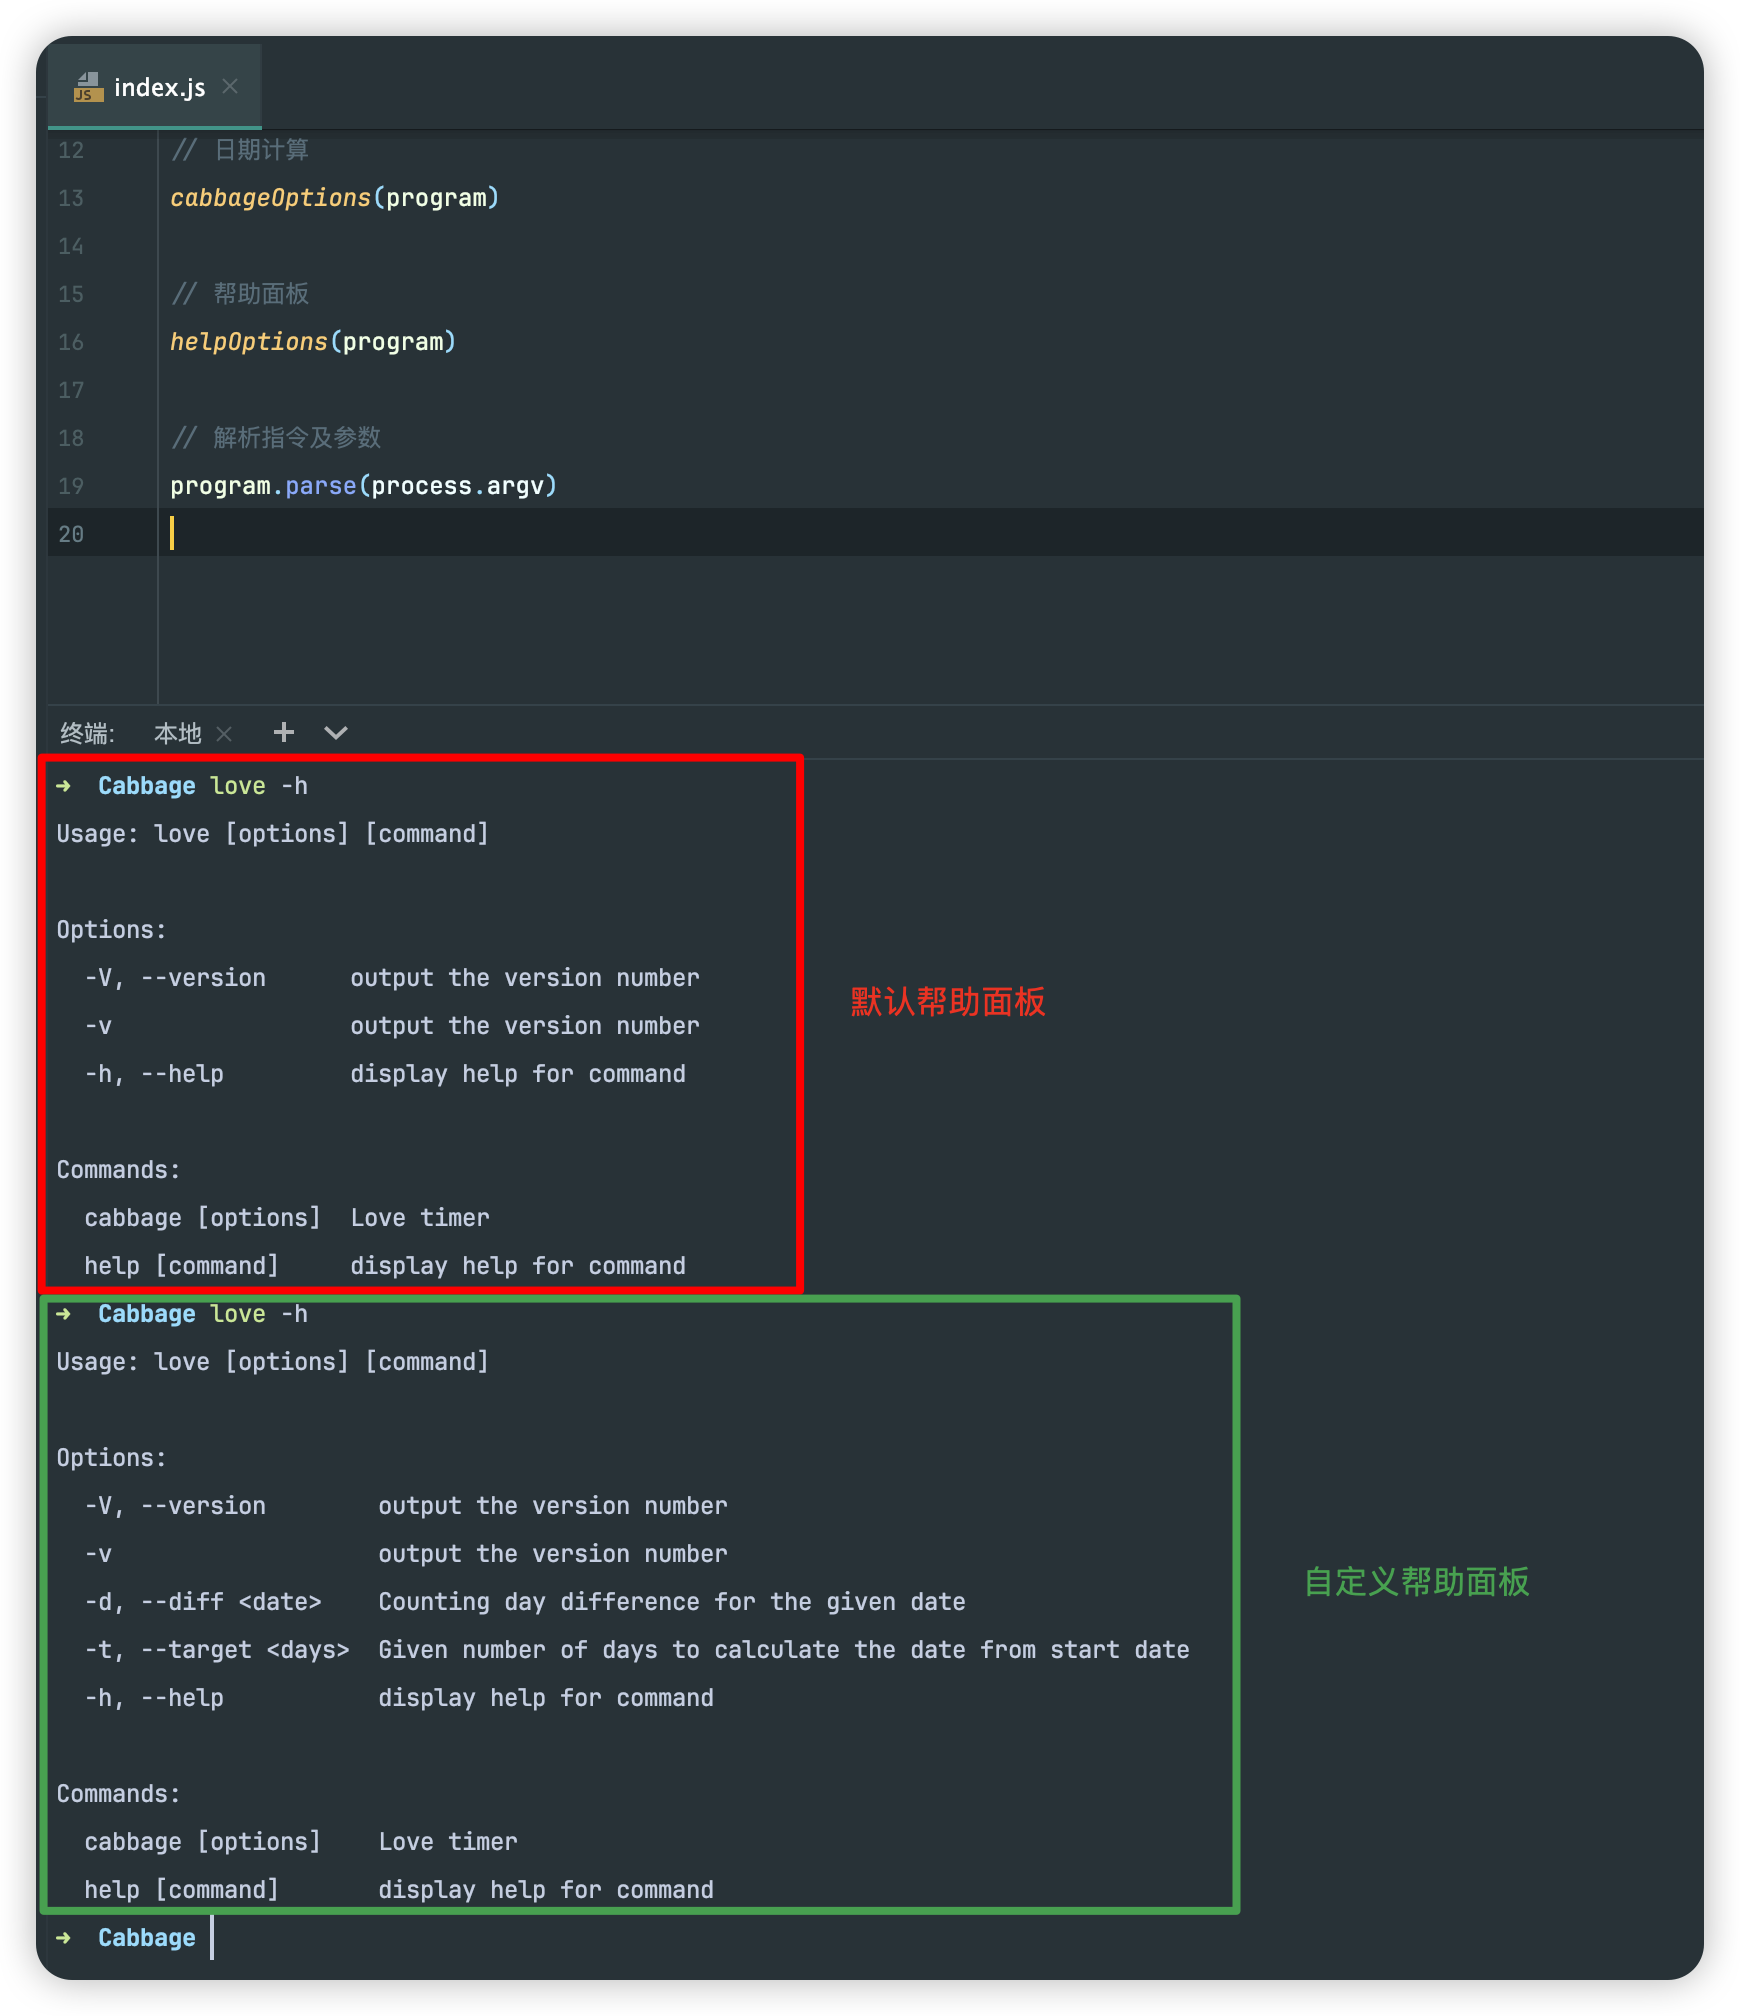 index.js
JS
12 // 日期计算
13 cabbageOptions(program)
14
15 // 帮助面板
16 helpOptions(program)
17
18 // 解析指令及参数
19 program.parse(process.argv)
20
终端: 本地
➜ Cabbage love -h
Usage: love [options] [command]
Options:
-V, --version output the version number
-v output the version number
-h, --help display help for command
Commands:
cabbage [options] Love timer
help [command] display help for command
默认帮助面板
➜ Cabbage love -h
Usage: love [options] [command]
Options:
-V, --version output the version number
-v output the version number
-d, --diff <date> Counting day difference for the given date
-t, --target <days> Given number of days to calculate the date from start date
-h, --help display help for command
Commands:
cabbage [options] Love timer
help [command] display help for command
自定义帮助面板
➜ Cabbage